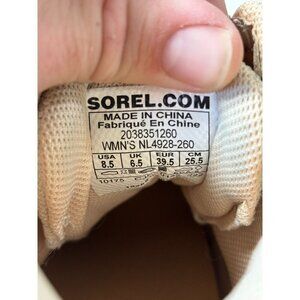 SOREL.COM
MADE IN CHINA
Fabriqué En Chine
2038351260
WMN'S NL4928-260
US UK EUR CM
8.5 6.5 39.5 25.5